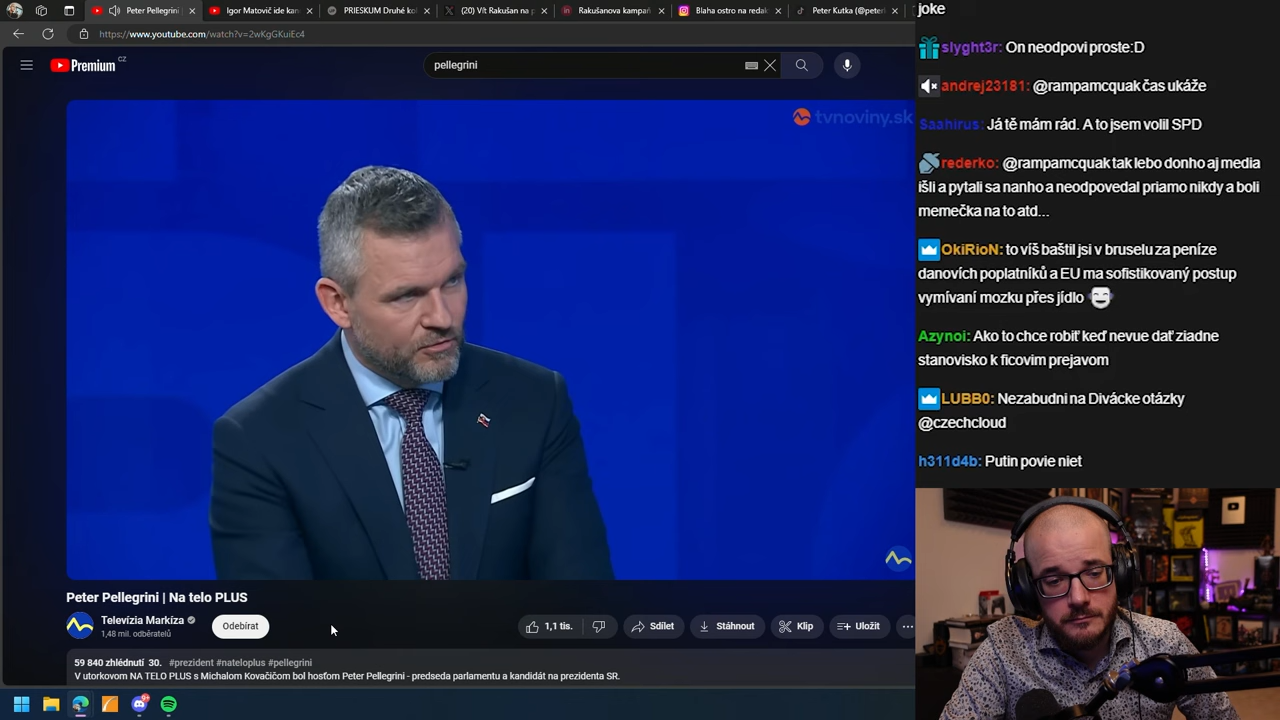 Peter Pellegrini |
Igor Matovič ide kan
PRIESKUM Druhé kol
(20) Vít Rakušan na p
Rakušanova kampaň
Blaha ostro na redak
Peter Kutka (@peter
https://www.youtube.com/watch?v=2wKgGKuiEc4
Premium CZ
pellegrini
tvnoviny.sk
Peter Pellegrini | Na telo PLUS
Televízia Markíza
1,48 mil. odběratelů
Odebírat
1,1 tis.
Sdílet
Stáhnout
Klip
Uložit
59 840 zhlédnutí 30. #prezident #nateloplus #pellegrini
V utorkovom NA TELO PLUS s Michalom Kovačičom bol hosťom Peter Pellegrini - predseda parlamentu a kandidát na prezidenta SR.
joke
slyght3r: On neodpovi proste:D
andrej23181: @rampamcquak čas ukáže
Saahirus: Já tě mám rád. A to jsem volil SPD
rederko: @rampamcquak tak lebo donho aj media
išli a pytali sa nanho a neodpovedal priamo nikdy a boli
memečka na to atd...
OkiRioN: to víš baštil jsi v bruselu za peníze
danovích poplatníků a EU ma sofistikovaný postup
vymívaní mozku přes jídlo
Azynoi: Ako to chce robiť keď nevue dať ziadne
stanovisko k ficovim prejavom
LUBB0: Nezabudni na Divácke otázky
@czechcloud
h311d4b: Putin povie niet